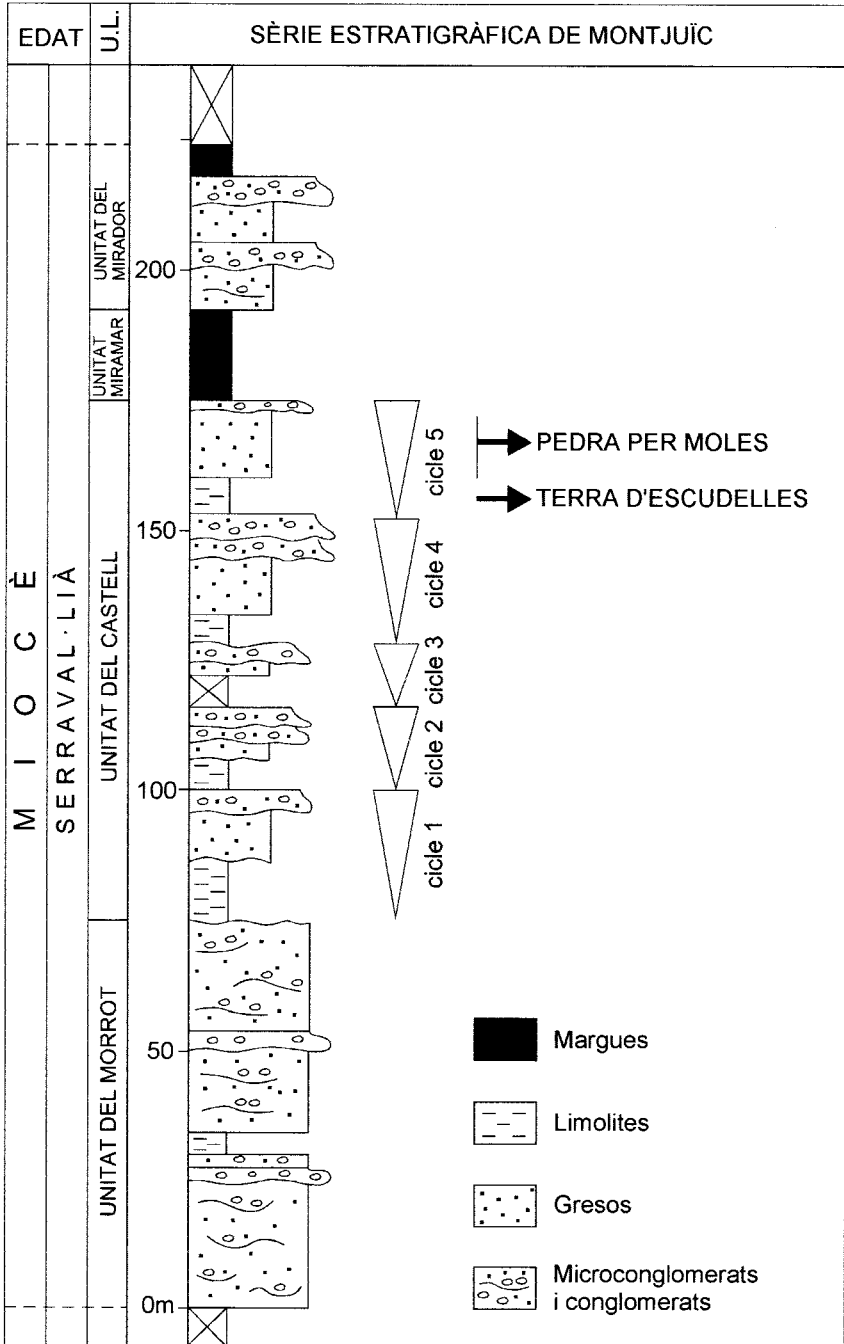 EDAT
U.L.
SÈRIE ESTRATIGRÀFICA DE MONTJUÏC
MIOCÈ
SERRAVAL·LIÀ
UNITAT DEL
MIRADOR
UNITAT
MIRAMAR
UNITAT DEL CASTELL
UNITAT DEL MORROT
200
150
100
50
0m
cicle 5
cicle 4
cicle 3
cicle 2
cicle 1
PEDRA PER MOLES
TERRA D'ESCUDELLES
Margues
Limolites
Gresos
Microconglomerats
i conglomerats